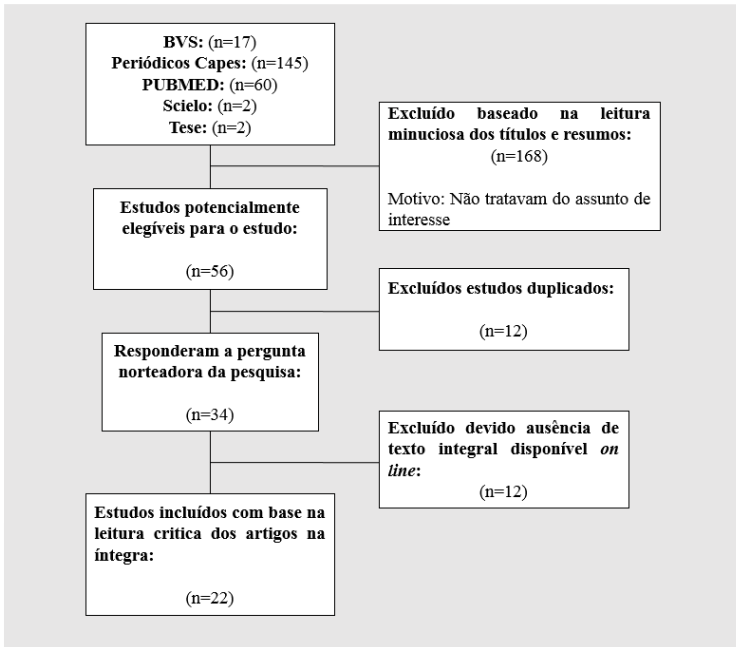 BVS: (n=17)
Periódicos Capes: (n=145)
PUBMED: (n=60)
Scielo: (n=2)
Tese: (n=2)
Excluído baseado na leitura
minuciosa dos títulos e resumos:
(n=168)
Motivo: Não tratavam do assunto de
interesse
Estudos potencialmente
elegíveis para o estudo:
(n=56)
Excluídos estudos duplicados:
(n=12)
Responderam a pergunta
norteadora da pesquisa:
(n=34)
Excluído devido ausência de
texto integral disponível on
line:
(n=12)
Estudos incluídos com base na
leitura critica dos artigos na
íntegra:
(n=22)